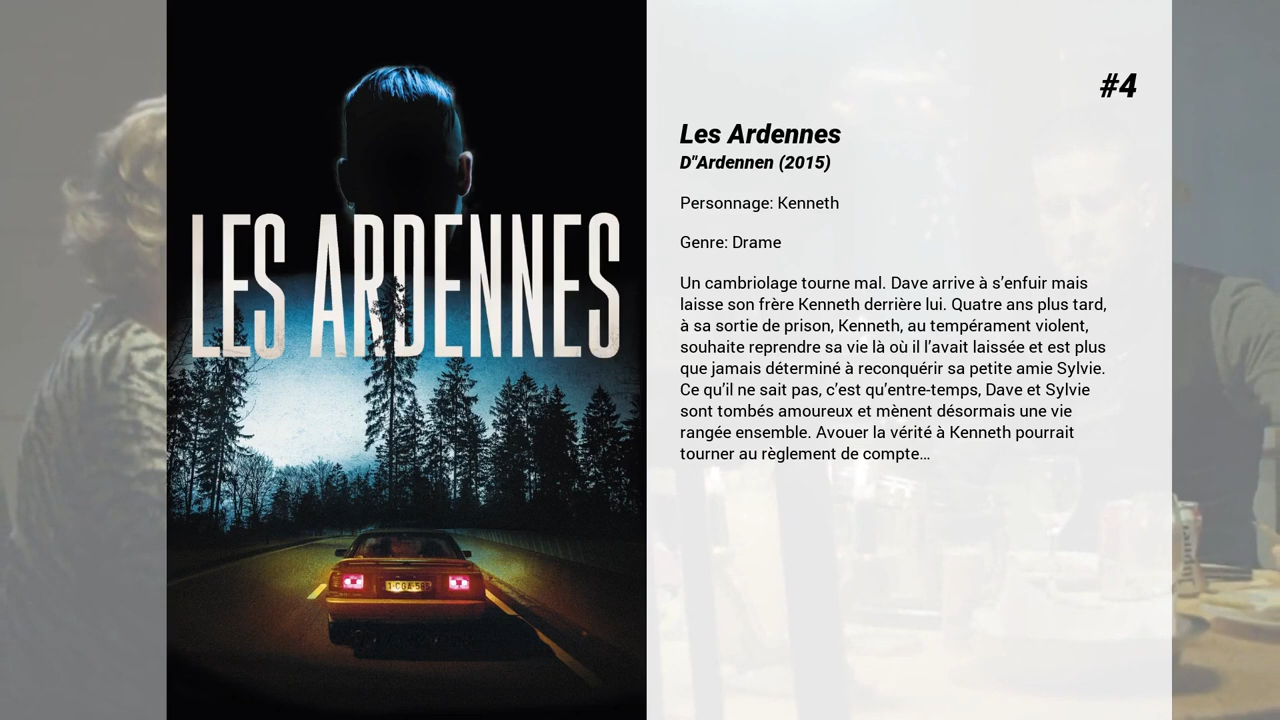 LES ARDENNES
1-CGA-585
#4
Les Ardennes
D"Ardennen (2015)
Personnage: Kenneth
Genre: Drame
Un cambriolage tourne mal. Dave arrive à s’enfuir mais
laisse son frère Kenneth derrière lui. Quatre ans plus tard,
à sa sortie de prison, Kenneth, au tempérament violent,
souhaite reprendre sa vie là où il l’avait laissée et est plus
que jamais déterminé à reconquérir sa petite amie Sylvie.
Ce qu’il ne sait pas, c’est qu’entre-temps, Dave et Sylvie
sont tombés amoureux et mènent désormais une vie
rangée ensemble. Avouer la vérité à Kenneth pourrait
tourner au règlement de compte…
Jupiler